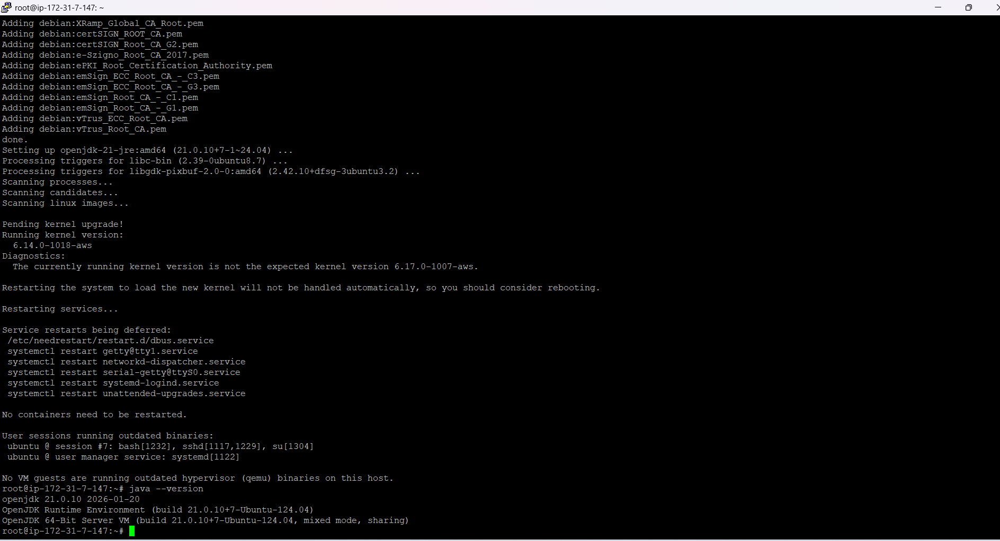 root@ip-172-31-7-147: ~
Adding debian:XRamp_Global_CA_Root.pem
Adding debian:certSIGN_ROOT_CA.pem
Adding debian:certSIGN_Root_CA_G2.pem
Adding debian:e-Szigno_Root_CA_2017.pem
Adding debian:ePKI_Root_Certification_Authority.pem
Adding debian:emSign_ECC_Root_CA_-_C3.pem
Adding debian:emSign_ECC_Root_CA_-_G3.pem
Adding debian:emSign_Root_CA_-_C1.pem
Adding debian:emSign_Root_CA_-_G1.pem
Adding debian:vTrus_ECC_Root_CA.pem
Adding debian:vTrus_Root_CA.pem
done.
Setting up openjdk-21-jre:amd64 (21.0.10+7-1~24.04) ...
Processing triggers for libc-bin (2.39-0ubuntu8.7) ...
Processing triggers for libgdk-pixbuf-2.0-0:amd64 (2.42.10+dfsg-3ubuntu3.2) ...
Scanning processes...
Scanning candidates...
Scanning linux images...
Pending kernel upgrade!
Running kernel version:
  6.14.0-1018-aws
Diagnostics:
  The currently running kernel version is not the expected kernel version 6.17.0-1007-aws.
Restarting the system to load the new kernel will not be handled automatically, so you should consider rebooting.
Restarting services...
Service restarts being deferred:
 /etc/needrestart/restart.d/dbus.service
 systemctl restart getty@tty1.service
 systemctl restart networkd-dispatcher.service
 systemctl restart serial-getty@ttyS0.service
 systemctl restart systemd-logind.service
 systemctl restart unattended-upgrades.service
No containers need to be restarted.
User sessions running outdated binaries:
 ubuntu @ session #7: bash[1232], sshd[1117,1229], su[1304]
 ubuntu @ user manager service: systemd[1122]
No VM guests are running outdated hypervisor (qemu) binaries on this host.
root@ip-172-31-7-147:~# java --version
openjdk 21.0.10 2026-01-20
OpenJDK Runtime Environment (build 21.0.10+7-Ubuntu-124.04)
OpenJDK 64-Bit Server VM (build 21.0.10+7-Ubuntu-124.04, mixed mode, sharing)
root@ip-172-31-7-147:~#